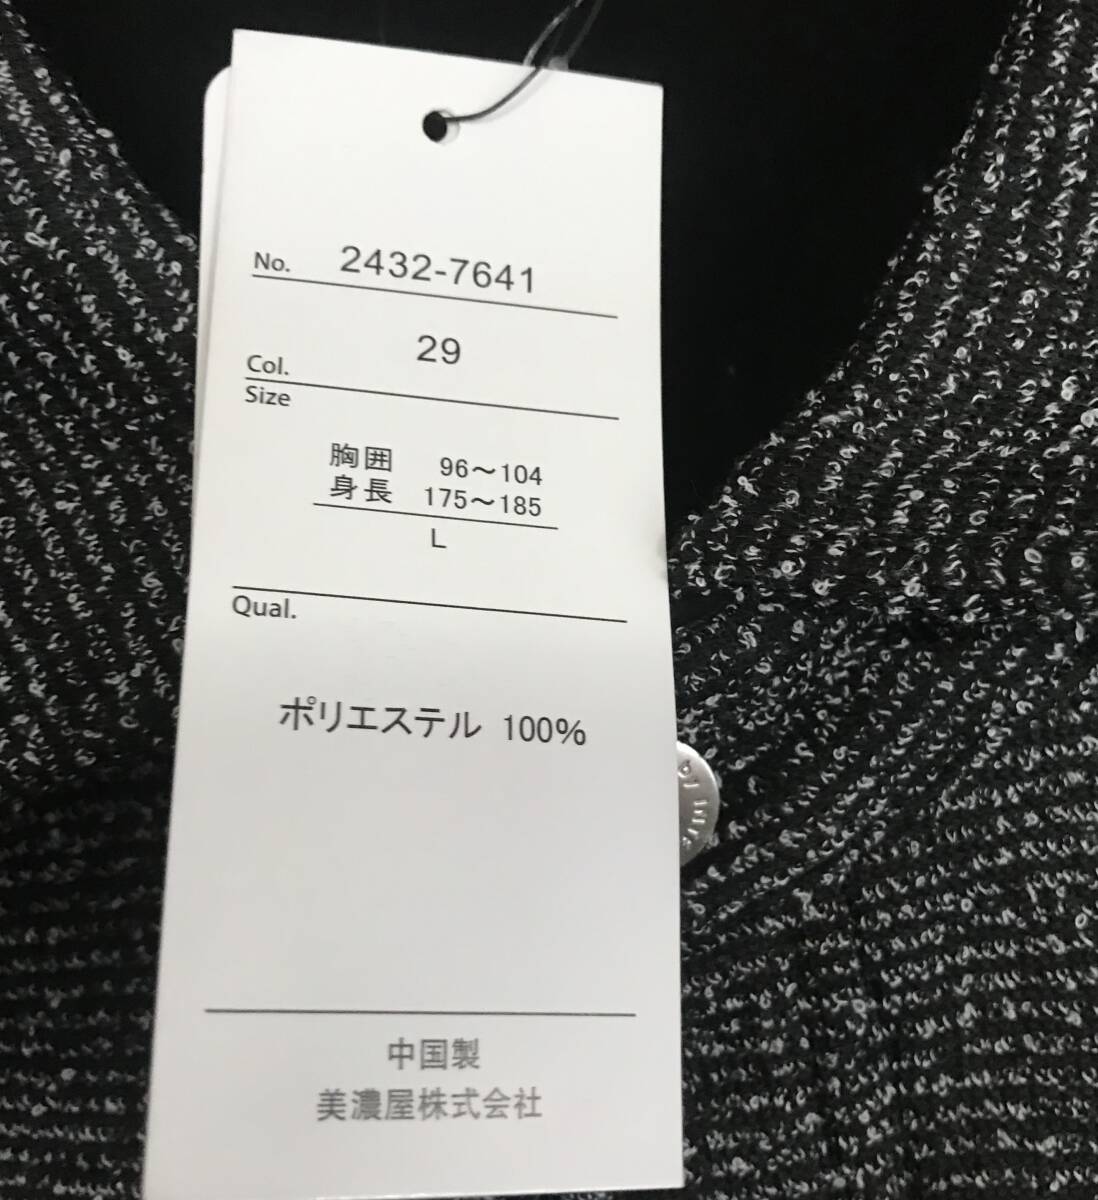 No. 2432-7641
Col. 29
Size
胸囲 96～104
身長 175～185
L
Qual.
ポリエステル 100%
中国製
美濃屋株式会社